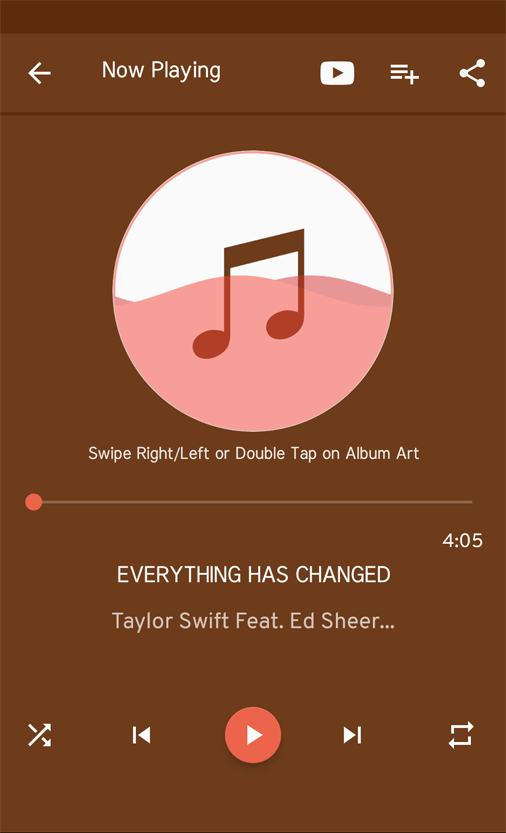 Now Playing
Swipe Right/Left or Double Tap on Album Art
4:05
EVERYTHING HAS CHANGED
Taylor Swift Feat. Ed Sheer...